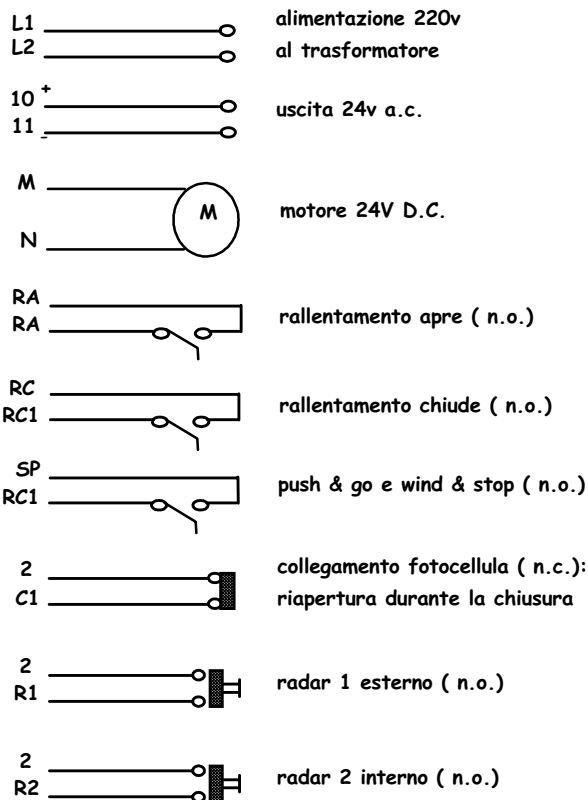 L1 alimentazione 220v
L2 al trasformatore
10 +
uscita 24v a.c.
11 -
M
M motore 24V D.C.
N
RA
RA rallentamento apre ( n.o.)
RC
RC1 rallentamento chiude ( n.o.)
SP
RC1 push & go e wind & stop ( n.o.)
2 collegamento fotocellula ( n.c.):
C1 riapertura durante la chiusura
2
R1 radar 1 esterno ( n.o.)
2
R2 radar 2 interno ( n.o.)